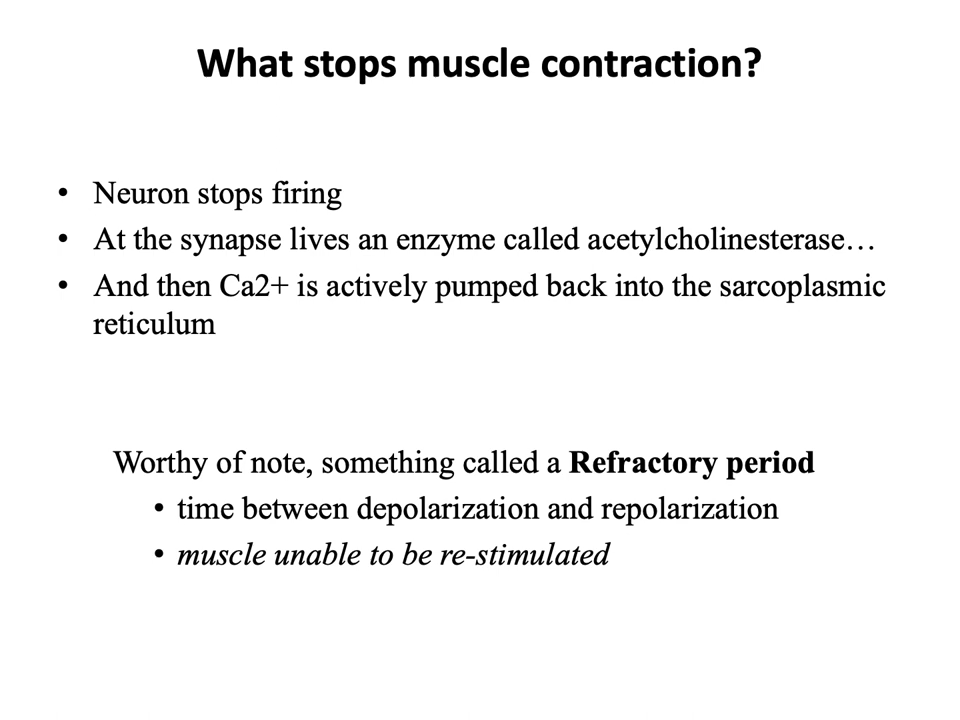 What stops muscle contraction?
• Neuron stops firing
• At the synapse lives an enzyme called acetylcholinesterase…
• And then Ca2+ is actively pumped back into the sarcoplasmic
reticulum
Worthy of note, something called a Refractory period
• time between depolarization and repolarization
• muscle unable to be re-stimulated